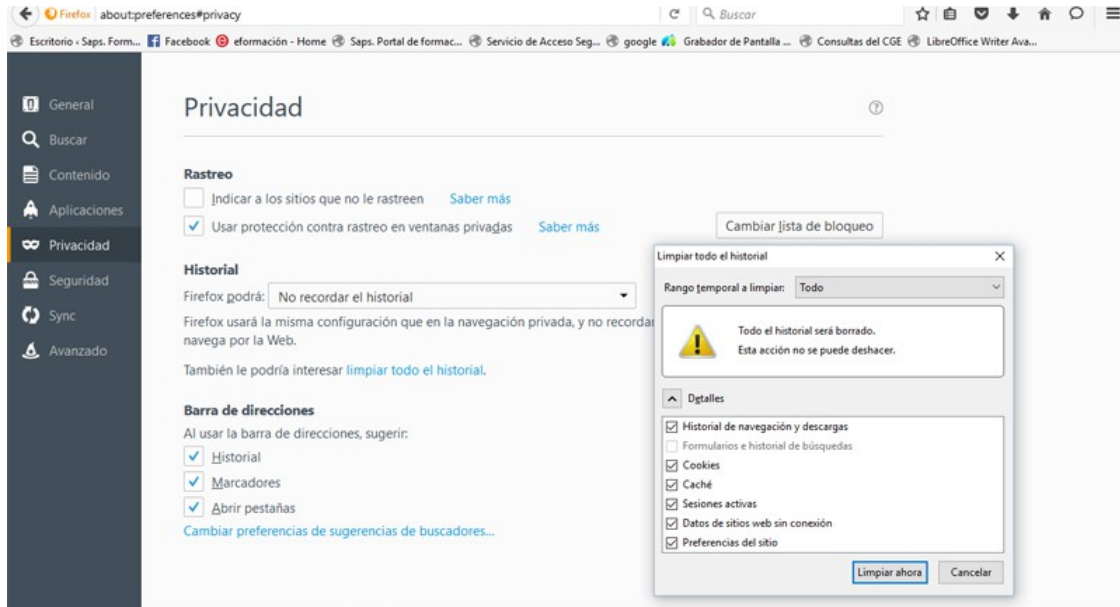 Firefox about:preferences#privacy
Buscar
Escritorio ‹ Saps. Form... Facebook eformación - Home Saps. Portal de formac... Servicio de Acceso Seg... google Grabador de Pantalla ... Consultas del CGE LibreOffice Writer Ava...
General
Buscar
Contenido
Aplicaciones
Privacidad
Seguridad
Sync
Avanzado
Privacidad
Rastreo
Indicar a los sitios que no le rastreen Saber más
Usar protección contra rastreo en ventanas privadas Saber más
Cambiar lista de bloqueo
Historial
Firefox podrá: No recordar el historial
Firefox usará la misma configuración que en la navegación privada, y no recordar
navega por la Web.
También le podría interesar limpiar todo el historial.
Barra de direcciones
Al usar la barra de direcciones, sugerir:
Historial
Marcadores
Abrir pestañas
Cambiar preferencias de sugerencias de buscadores...
Limpiar todo el historial
Rango temporal a limpiar: Todo
Todo el historial será borrado.
Esta acción no se puede deshacer.
Detalles
Historial de navegación y descargas
Formularios e historial de búsquedas
Cookies
Caché
Sesiones activas
Datos de sitios web sin conexión
Preferencias del sitio
Limpiar ahora Cancelar